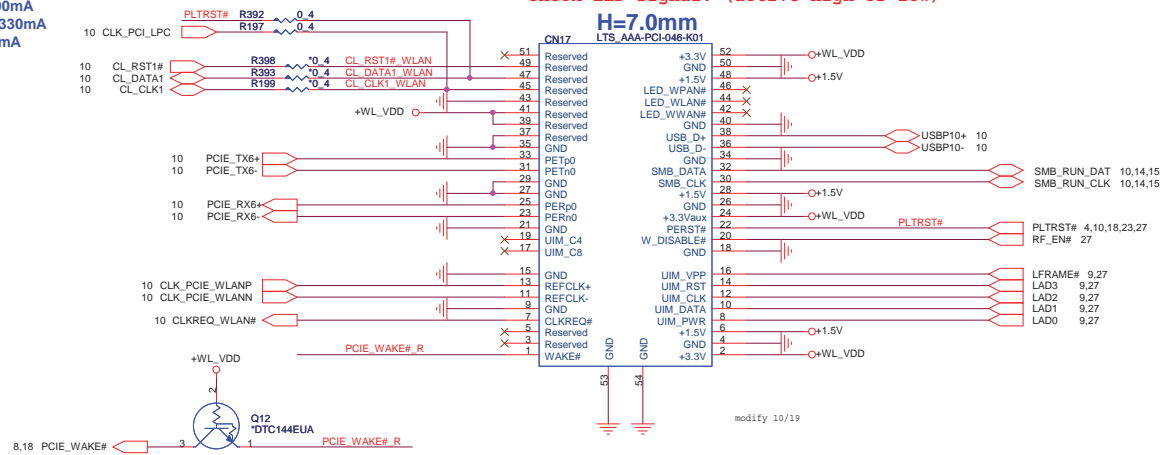 330mA
PLTRST# R392 0_4
10 CLK_PCI_LPC R197 0_4
H=7.0mm
CN17 LTS_AAA-PCI-046-K01
10 CL_RST1# R398 *0_4 CL_RST1#_WLAN
10 CL_DATA1 R393 *0_4 CL_DATA1_WLAN
10 CL_CLK1 R199 *0_4 CL_CLK1_WLAN
+WL_VDD
10 PCIE_TX6+
10 PCIE_TX6-
10 PCIE_RX6+
10 PCIE_RX6-
10 CLK_PCIE_WLANP
10 CLK_PCIE_WLANN
10 CLKREQ_WLAN#
PCIE_WAKE#_R
51 Reserved
49 Reserved
47 Reserved
45 Reserved
43 Reserved
41 Reserved
39 Reserved
37 Reserved
35 GND
33 PETp0
31 PETn0
29 GND
27 GND
25 PERp0
23 PERn0
21 GND
19 UIM_C4
17 UIM_C8
15 GND
13 REFCLK+
11 REFCLK-
9 GND
7 CLKREQ#
5 Reserved
3 Reserved
1 WAKE#
+3.3V 52 +WL_VDD
GND 50
+1.5V 48 +1.5V
LED_WPAN# 46
LED_WLAN# 44
LED_WWAN# 42
GND 40
USB_D+ 38 USBP10+ 10
USB_D- 36 USBP10- 10
GND 34
SMB_DATA 32 SMB_RUN_DAT 10,14,15
SMB_CLK 30 SMB_RUN_CLK 10,14,15
+1.5V 28 +1.5V
GND 26
+3.3Vaux 24 +WL_VDD
PERST# 22 PLTRST# PLTRST# 4,10,18,23,27
W_DISABLE# 20 RF_EN# 27
GND 18
UIM_VPP 16 LFRAME# 9,27
UIM_RST 14 LAD3 9,27
UIM_CLK 12 LAD2 9,27
UIM_DATA 10 LAD1 9,27
UIM_PWR 8 LAD0 9,27
+1.5V 6 +1.5V
GND 4
+3.3V 2 +WL_VDD
GND GND
53 54
modify 10/19
+WL_VDD
2
Q12
*DTC144EUA
8,18 PCIE_WAKE# 3 1 PCIE_WAKE#_R